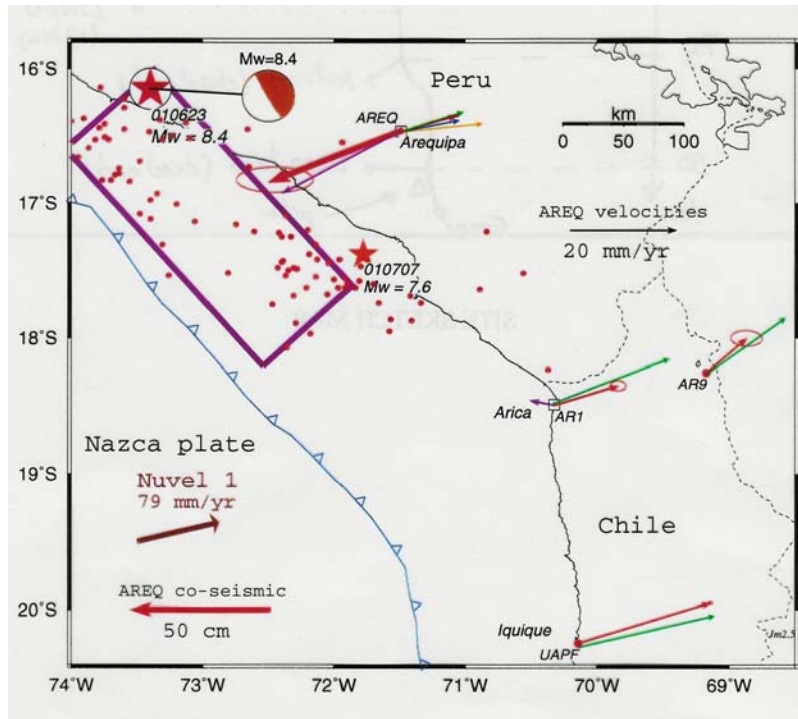 Mw=8.4
16°S
Peru
010623
Mw = 8.4
AREQ
Arequipa
km
0 50 100
17°S
AREQ velocities
20 mm/yr
010707
Mw = 7.6
18°S
AR9
Arica
AR1
Nazca plate
19°S
Nuvel 1
79 mm/yr
Chile
AREQ co-seismic
20°S
50 cm
Iquique
UAPF
Jm2.5
74°W 73°W 72°W 71°W 70°W 69°W